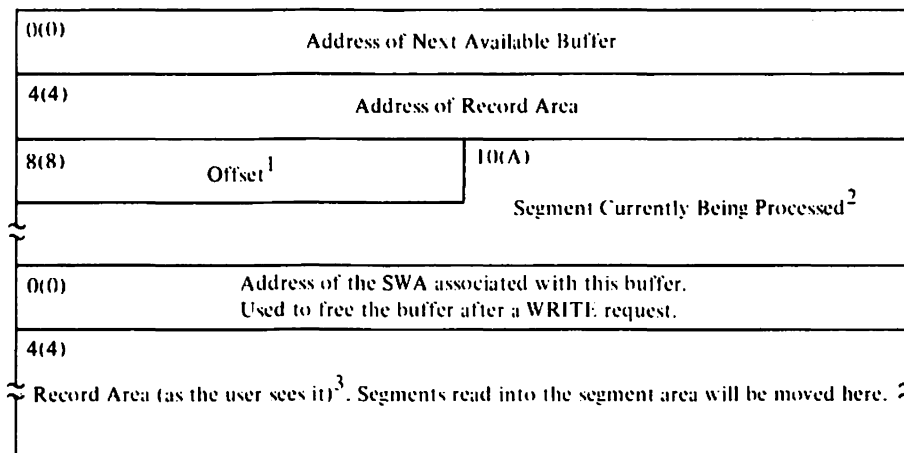 0(0)
Address of Next Available Buffer
4(4)
Address of Record Area
8(8)
Offset1
10(A)
Segment Currently Being Processed2
0(0)
Address of the SWA associated with this buffer.
Used to free the buffer after a WRITE request.
4(4)
Record Area (as the user sees it)3. Segments read into the segment area will be moved here.